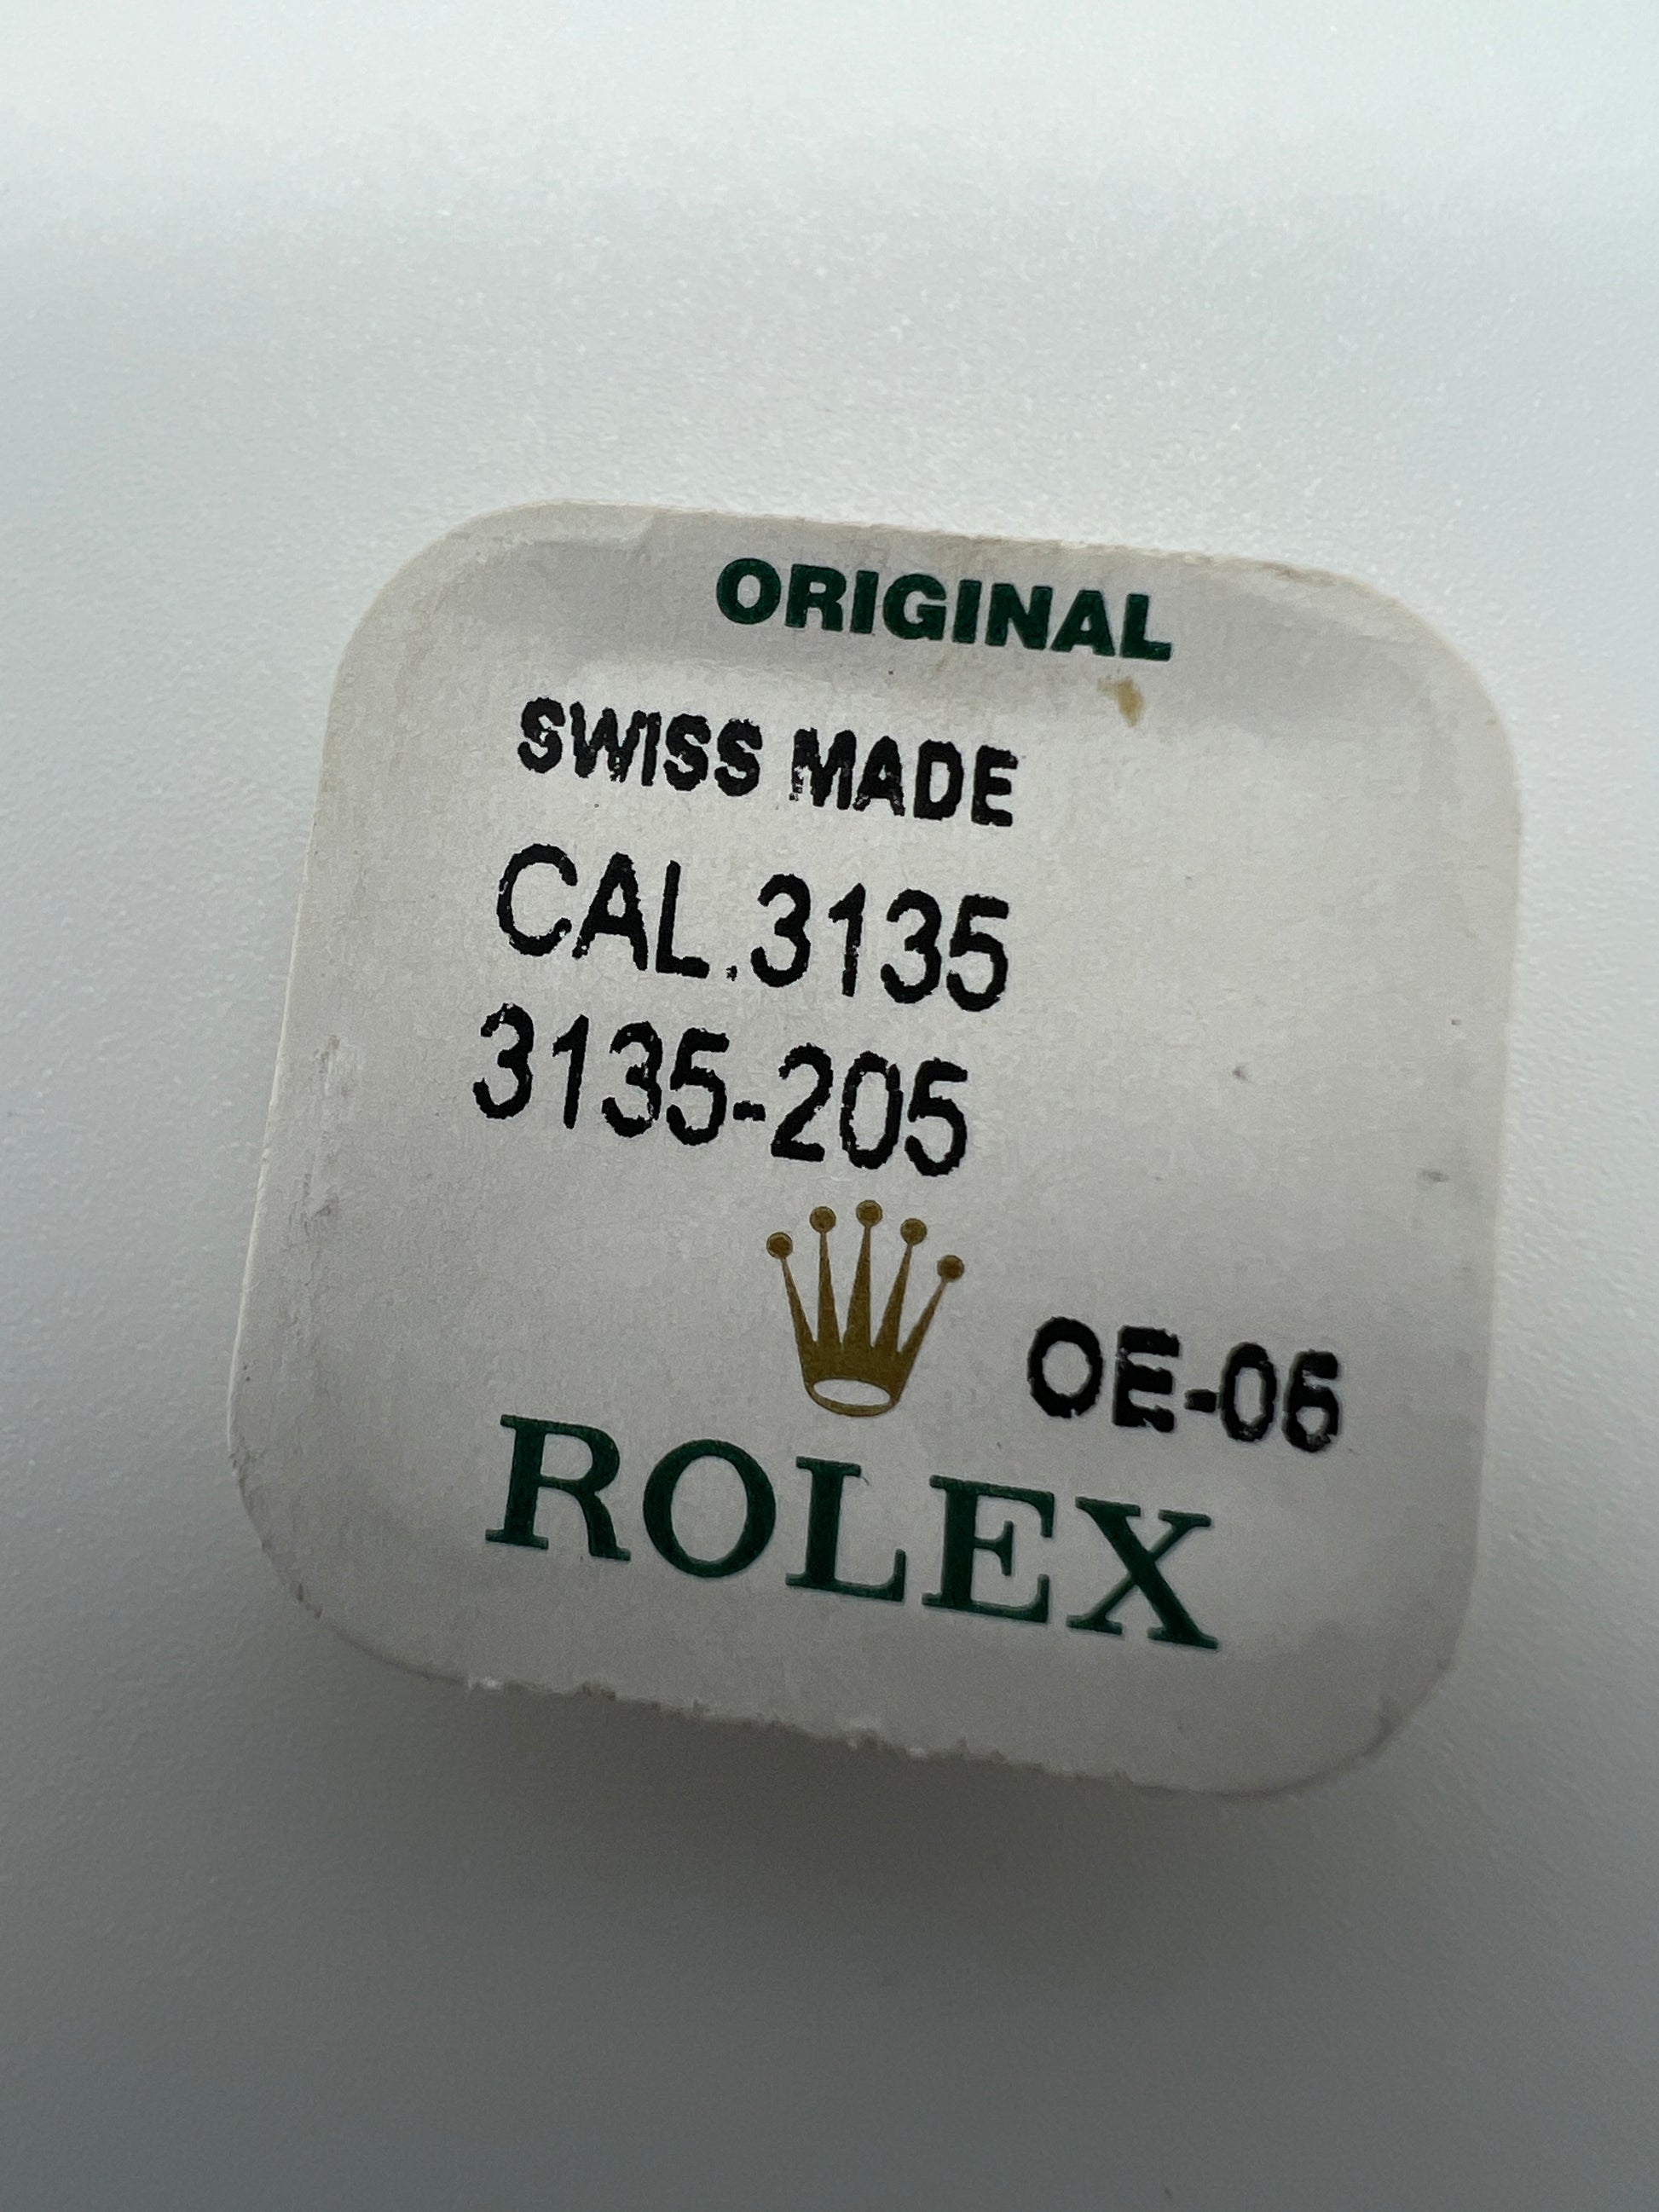 ORIGINAL
SWISS MADE
CAL.3135
3135-205
OE-06
ROLEX